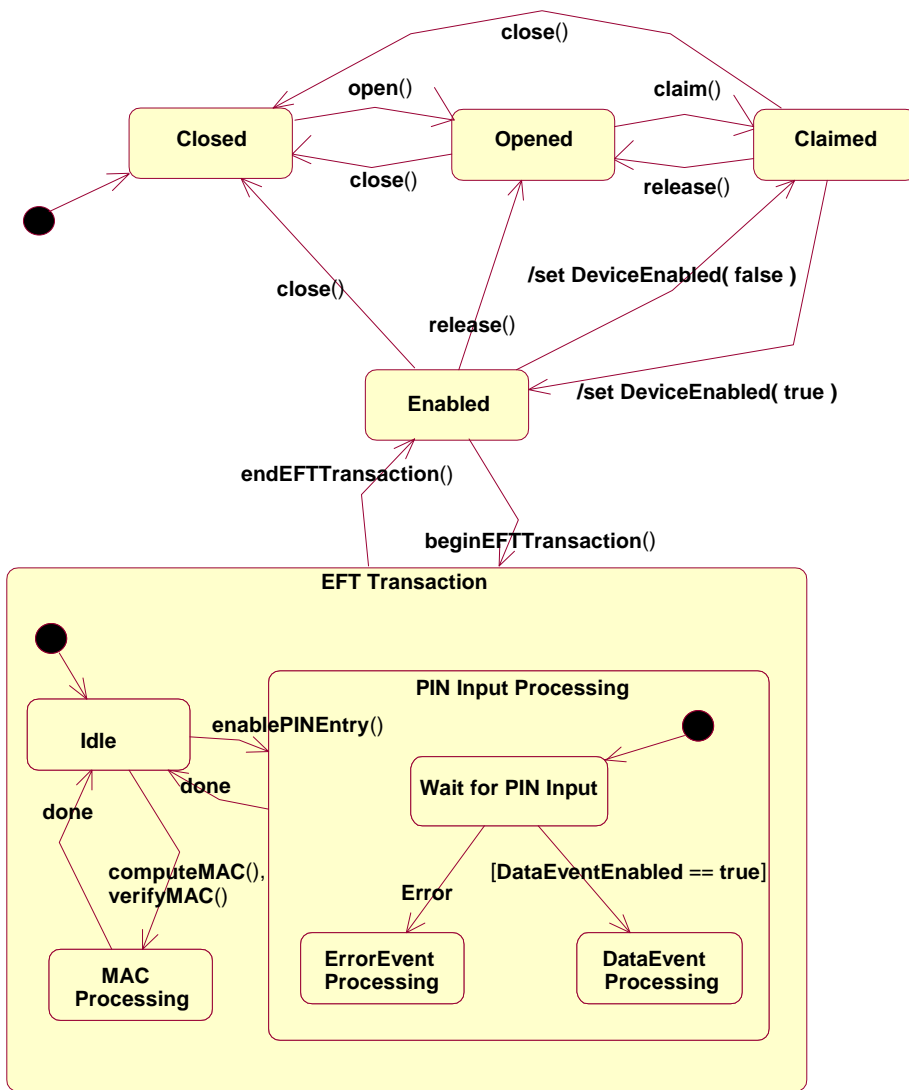 close()
open()
claim()
Closed
Opened
Claimed
close()
release()
/set DeviceEnabled( false )
close()
release()
/set DeviceEnabled( true )
Enabled
endEFTTransaction()
beginEFTTransaction()
EFT Transaction
PIN Input Processing
enablePINEntry()
Idle
done
Wait for PIN Input
done
computeMAC(),
verifyMAC()
[DataEventEnabled == true]
Error
ErrorEvent
Processing
DataEvent
Processing
MAC
Processing